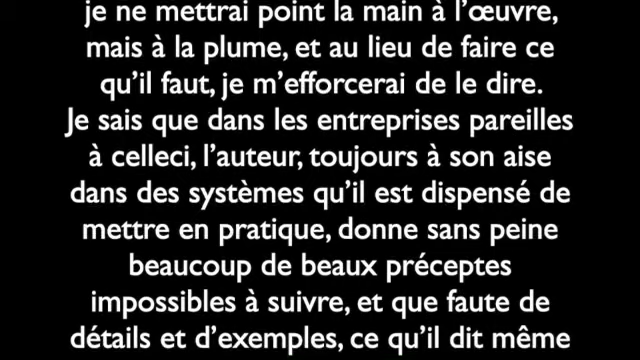 je ne mettrai point la main à l’œuvre,
mais à la plume, et au lieu de faire ce
qu’il faut, je m’efforcerai de le dire.
Je sais que dans les entreprises pareilles
à celleci, l’auteur, toujours à son aise
dans des systèmes qu’il est dispensé de
mettre en pratique, donne sans peine
beaucoup de beaux préceptes
impossibles à suivre, et que faute de
détails et d’exemples, ce qu’il dit même